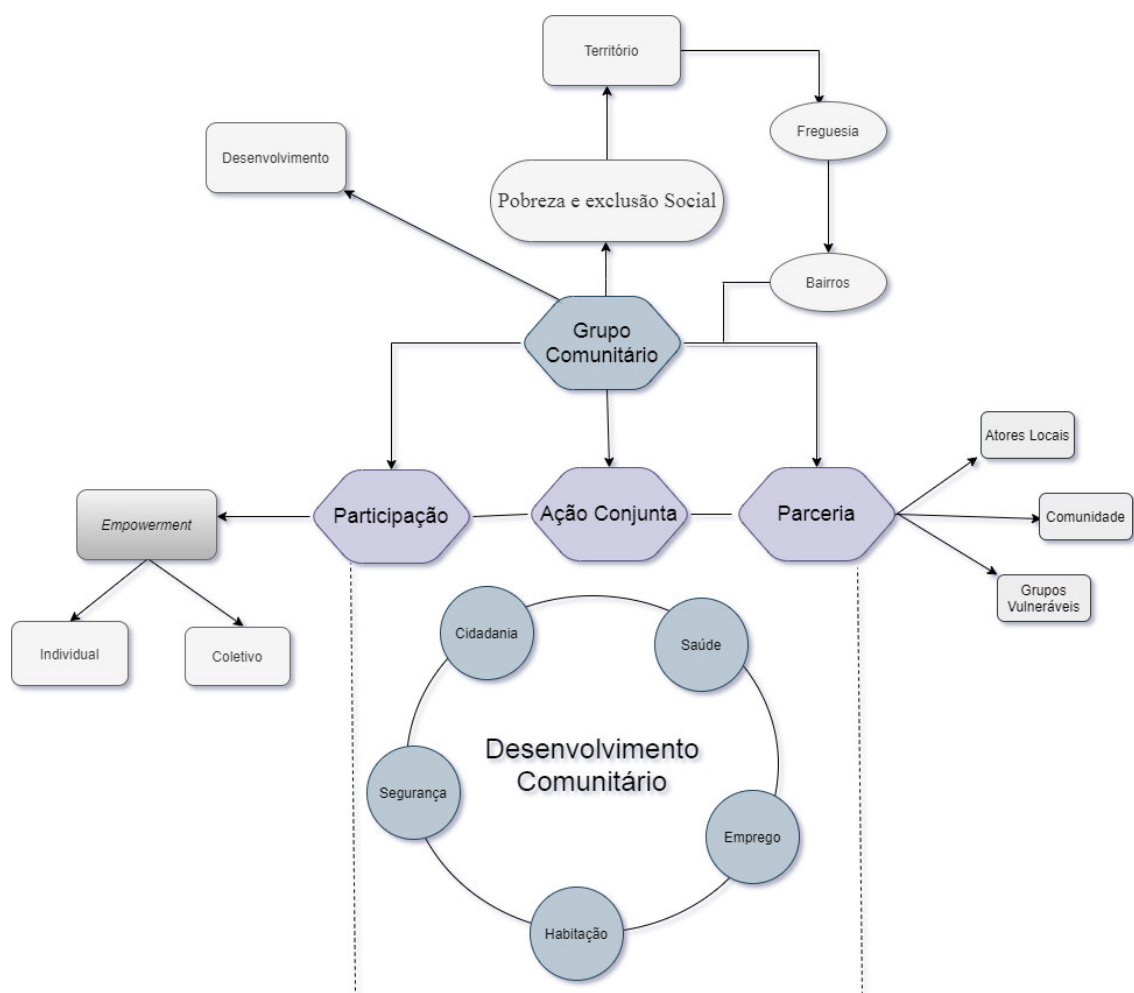 Território
Freguesia
Desenvolvimento
Pobreza e exclusão Social
Bairros
Grupo
Comunitário
Atores Locais
Participação
Ação Conjunta
Parceria
Comunidade
Empowerment
Grupos
Vulneráveis
Individual
Coletivo
Cidadania
Saúde
Desenvolvimento
Comunitário
Segurança
Emprego
Habitação